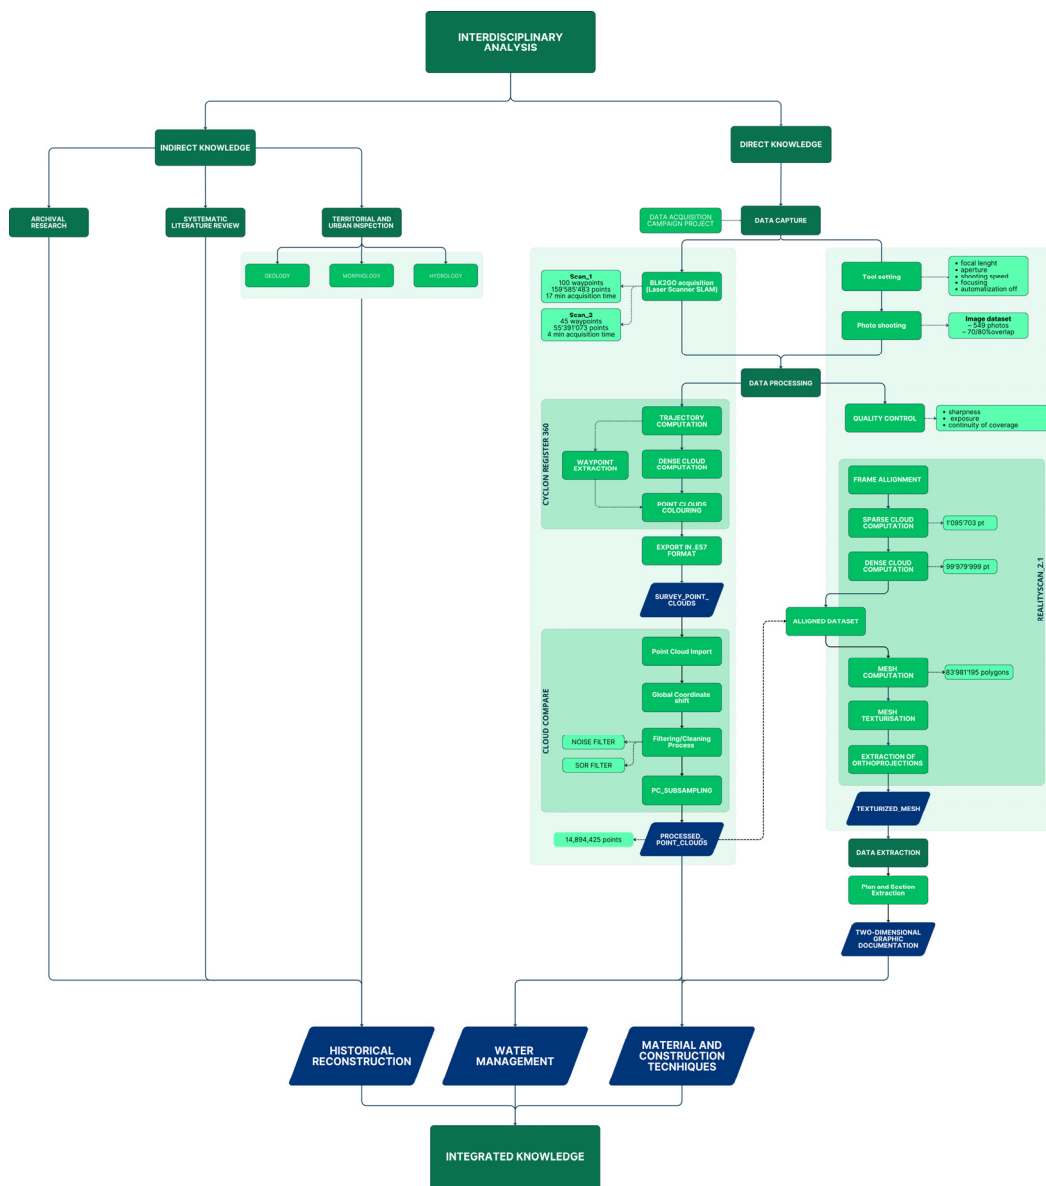 INTERDISCIPLINARY
ANALYSIS
INDIRECT KNOWLEDGE
DIRECT KNOWLEDGE
ARCHIVAL
RESEARCH
SYSTEMATIC
LITERATURE REVIEW
TERRITORIAL AND
URBAN INSPECTION
GEOLOGY
MORPHOLOGY
HYDROLOGY
DATA ACQUISITION
CAMPAIGN PROJECT
DATA CAPTURE
Scan_1
100 waypoints
159'585'483 points
17 min acquisition time
Scan_2
45 waypoints
55'391'073 points
4 min acquisition time
BLK2GO acquisition
(Laser Scanner SLAM)
Tool setting
• focal lenght
• aperture
• shooting speed
• focusing
• automatization off
Photo shooting
Image dataset
~ 549 photos
~ 70/80%overlap
DATA PROCESSING
CYCLON REGISTER 360
TRAJECTORY
COMPUTATION
WAYPOINT
EXTRACTION
DENSE CLOUD
COMPUTATION
POINT CLOUDS
COLOURING
EXPORT IN .E57
FORMAT
SURVEY_POINT_
CLOUDS
CLOUD COMPARE
Point Cloud Import
Global Coordinate
shift
NOISE FILTER
Filtering/Cleaning
Process
SOR FILTER
PC_SUBSAMPLING
14,894,425 points
PROCESSED_
POINT_CLOUDS
QUALITY CONTROL
• sharpness
• exposure
• continuity of coverage
REALITYSCAN_2.1
FRAME ALLIGNMENT
SPARSE CLOUD
COMPUTATION
1'095'703 pt
DENSE CLOUD
COMPUTATION
99'979'999 pt
ALLIGNED DATASET
MESH
COMPUTATION
83'981'195 polygons
MESH
TEXTURISATION
EXTRACTION OF
ORTHOPROJECTIONS
TEXTURIZED_MESH
DATA EXTRACTION
Plan and Section
Extraction
TWO-DIMENSIONAL
GRAPHIC
DOCUMENTATION
HISTORICAL
RECONSTRUCTION
WATER
MANAGEMENT
MATERIAL AND
CONSTRUCTION
TECNHIQUES
INTEGRATED KNOWLEDGE